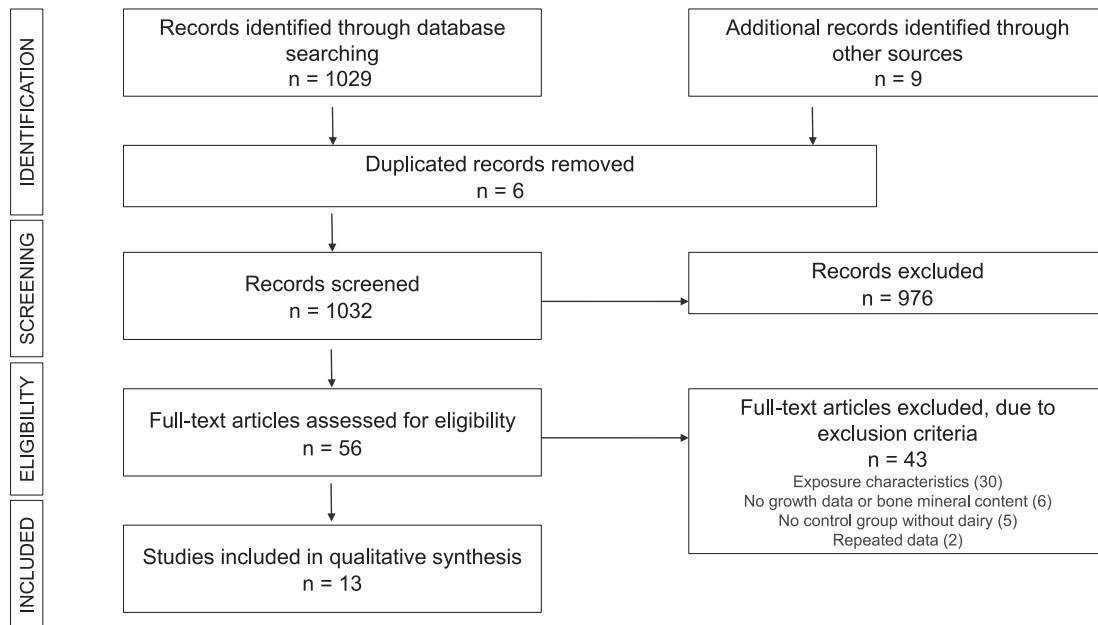 IDENTIFICATION
Records identified through database
searching
n = 1029
Additional records identified through
other sources
n = 9
Duplicated records removed
n = 6
SCREENING
Records screened
n = 1032
Records excluded
n = 976
ELIGIBILITY
Full-text articles assessed for eligibility
n = 56
Full-text articles excluded, due to
exclusion criteria
n = 43
Exposure characteristics (30)
No growth data or bone mineral content (6)
No control group without dairy (5)
Repeated data (2)
INCLUDED
Studies included in qualitative synthesis
n = 13